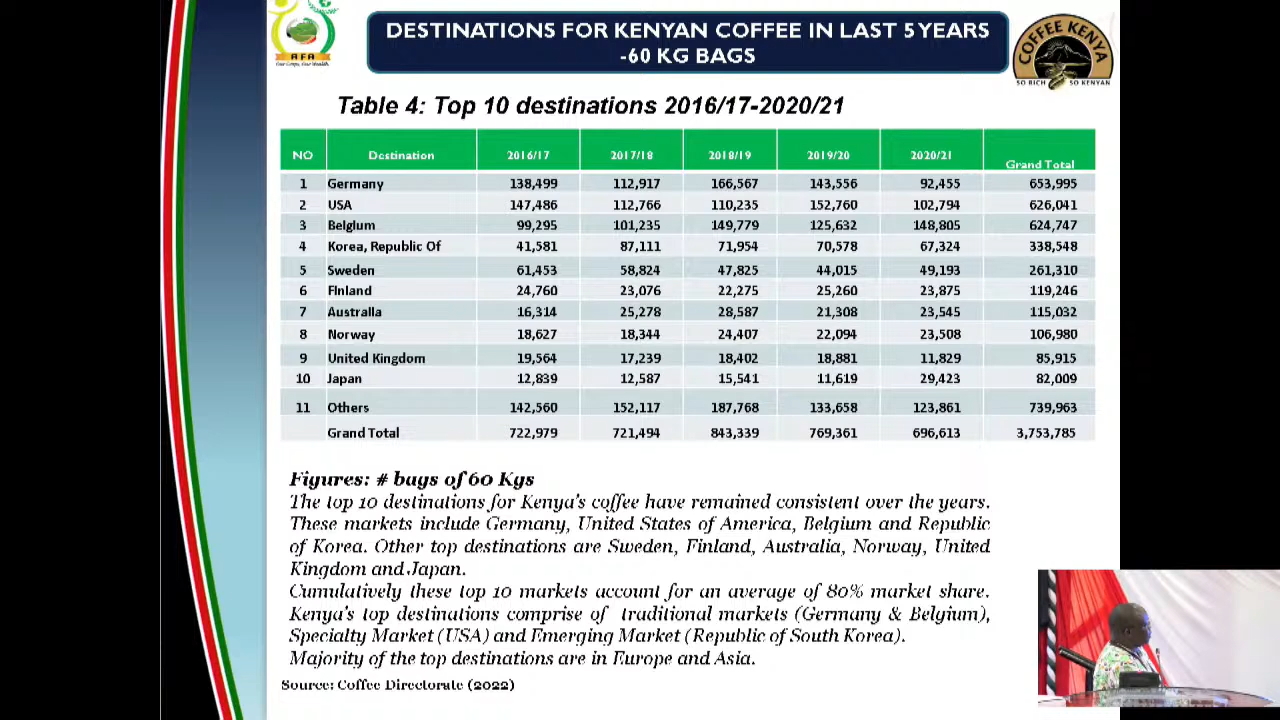 DESTINATIONS FOR KENYAN COFFEE IN LAST 5 YEARS
-60 KG BAGS
AFA
COFFEE KENYA
SO RICH SO KENYAN
Table 4: Top 10 destinations 2016/17-2020/21
NO Destination 2016/17 2017/18 2018/19 2019/20 2020/21 Grand Total
1 Germany 138,499 112,917 166,567 143,556 92,455 653,995
2 USA 147,486 112,766 110,235 152,760 102,794 626,041
3 Belgium 99,295 101,235 149,779 125,632 148,805 624,747
4 Korea, Republic Of 41,581 87,111 71,954 70,578 67,324 338,548
5 Sweden 61,453 58,824 47,825 44,015 49,193 261,310
6 Finland 24,760 23,076 22,275 25,260 23,875 119,246
7 Australia 16,314 25,278 28,587 21,308 23,545 115,032
8 Norway 18,627 18,344 24,407 22,094 23,508 106,980
9 United Kingdom 19,564 17,239 18,402 18,881 11,829 85,915
10 Japan 12,839 12,587 15,541 11,619 29,423 82,009
11 Others 142,560 152,117 187,768 133,658 123,861 739,963
Grand Total 722,979 721,494 843,339 769,361 696,613 3,753,785
Figures: # bags of 60 Kgs
The top 10 destinations for Kenya's coffee have remained consistent over the years.
These markets include Germany, United States of America, Belgium and Republic
of Korea. Other top destinations are Sweden, Finland, Australia, Norway, United
Kingdom and Japan.
Cumulatively these top 10 markets account for an average of 80% market share.
Kenya's top destinations comprise of traditional markets (Germany & Belgium),
Specialty Market (USA) and Emerging Market (Republic of South Korea).
Majority of the top destinations are in Europe and Asia.
Source: Coffee Directorate (2022)